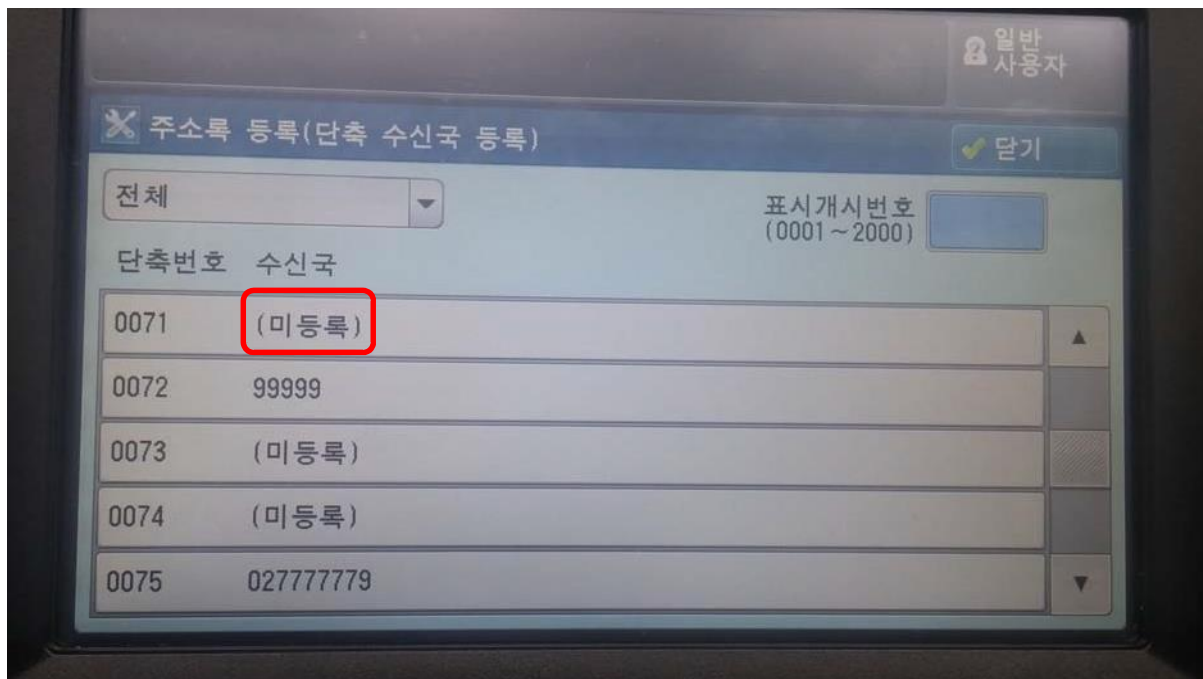 일반
사용자
주소록 등록(단축 수신국 등록)
닫기
전체
표시개시번호
(0001~2000)
단축번호 수신국
0071 (미등록)
0072 99999
0073 (미등록)
0074 (미등록)
0075 027777779